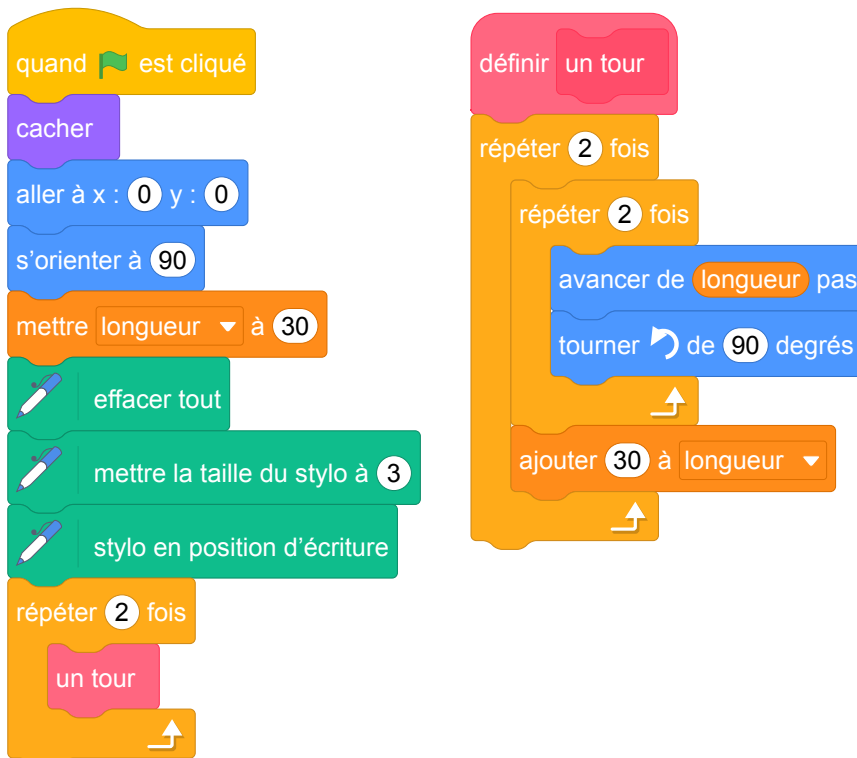 quand est cliqué
cacher
aller à x : 0 y : 0
s’orienter à 90
mettre longueur à 30
effacer tout
mettre la taille du stylo à 3
stylo en position d’écriture
répéter 2 fois
un tour
définir un tour
répéter 2 fois
répéter 2 fois
avancer de longueur pas
tourner de 90 degrés
ajouter 30 à longueur